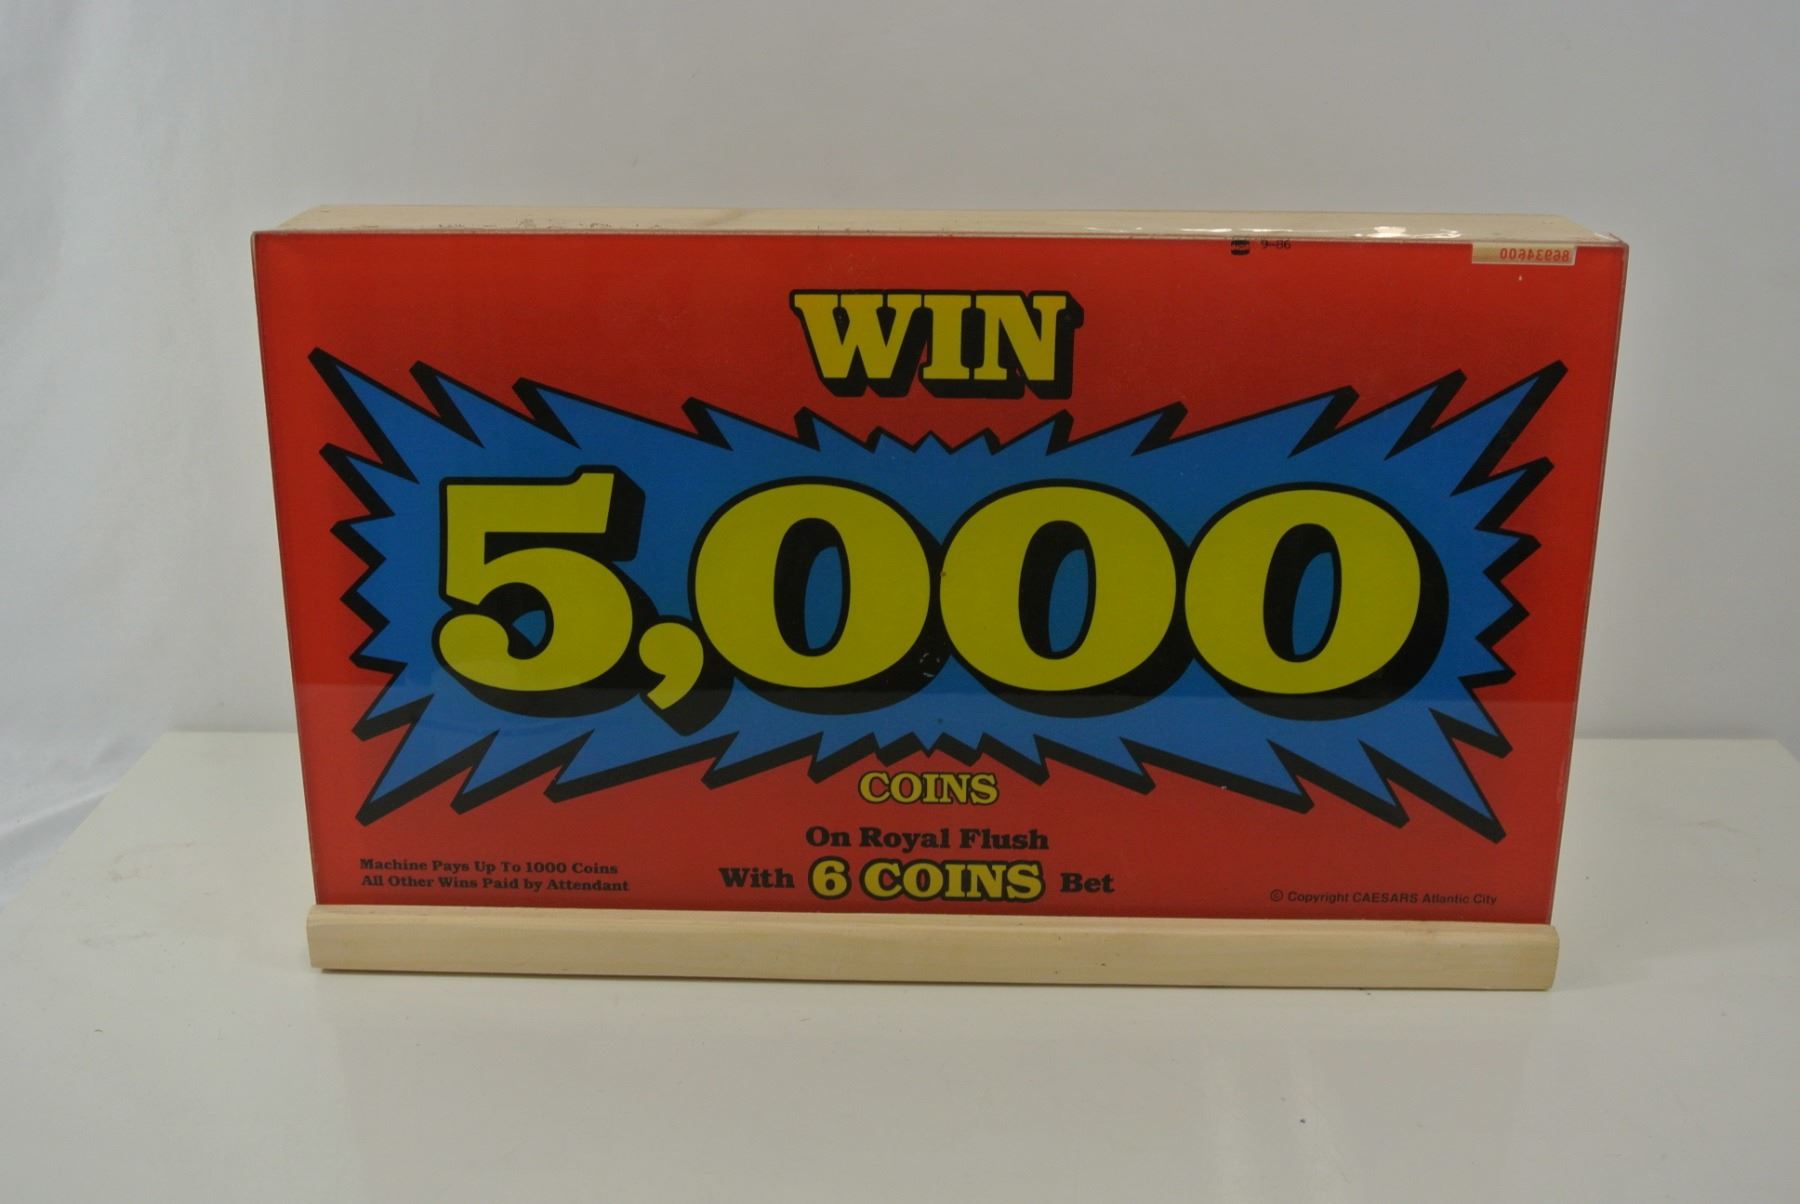 9-86
86934600
WIN
5,000
COINS
On Royal Flush
With 6 COINS Bet
Machine Pays Up To 1000 Coins
All Other Wins Paid by Attendant
© Copyright CAESARS Atlantic City